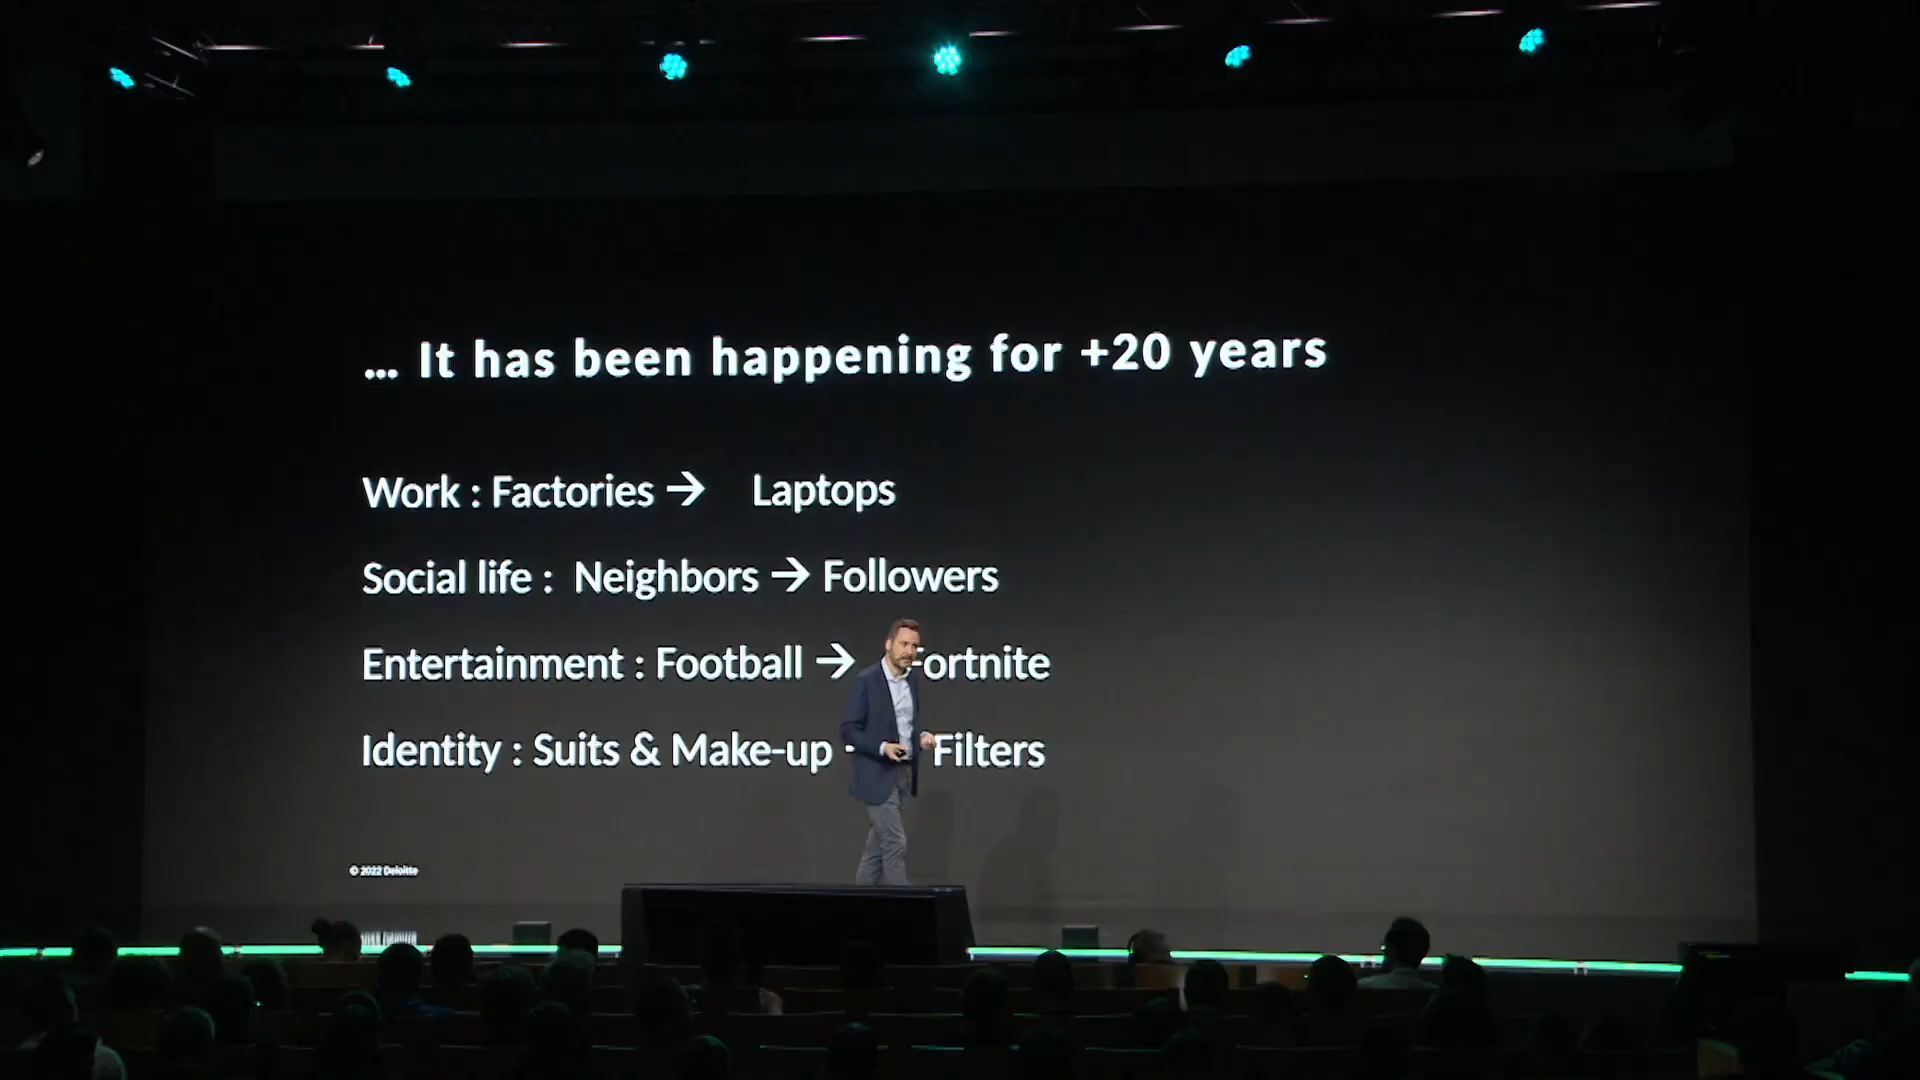 ... It has been happening for +20 years
Work : Factories → Laptops
Social life : Neighbors → Followers
Entertainment : Football → Fortnite
Identity : Suits & Make-up Filters
© 2022 Deloitte